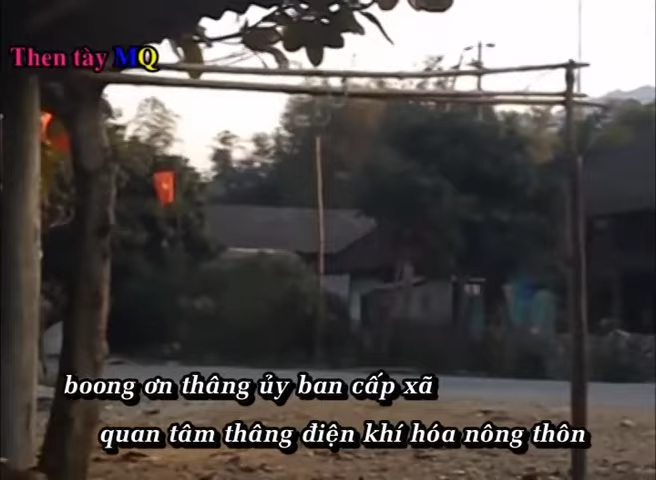 Then tày MQ
boong ơn thâng ủy ban cấp xã
quan tâm thâng điện khí hóa nông thôn